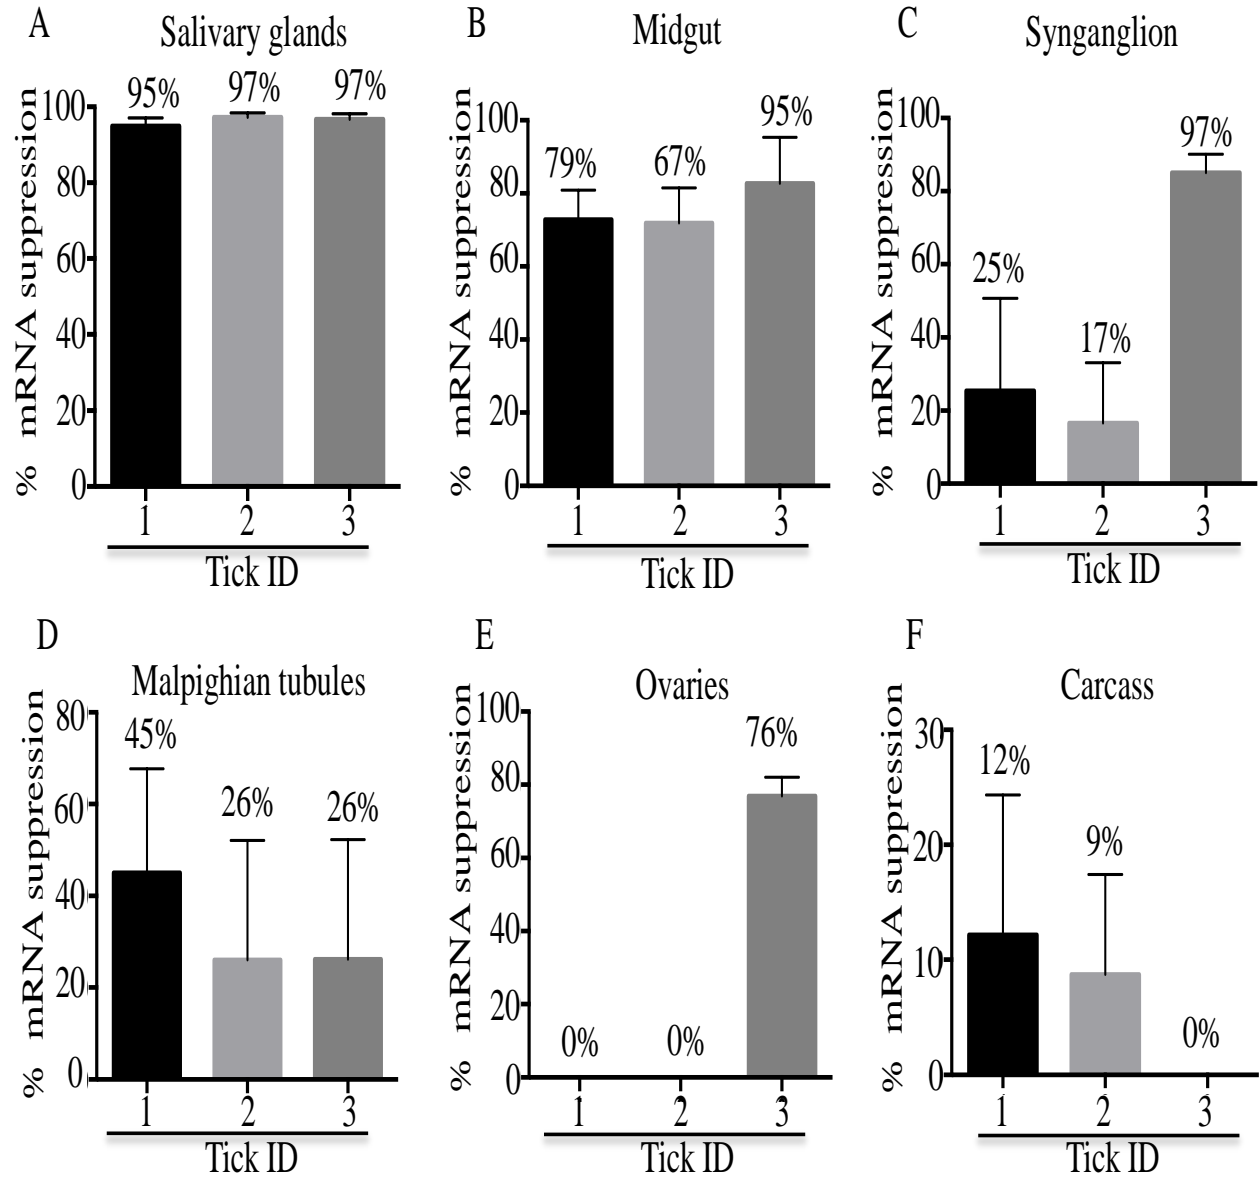 A
Salivary glands
% mRNA suppression
100
80
60
40
20
0
95%
97%
97%
1 2 3
Tick ID
B
Midgut
% mRNA suppression
100
80
60
40
20
0
79%
67%
95%
1 2 3
Tick ID
C
Synganglion
% mRNA suppression
100
80
60
40
20
0
25%
17%
97%
1 2 3
Tick ID
D
Malpighian tubules
% mRNA suppression
80
60
40
20
0
45%
26%
26%
1 2 3
Tick ID
E
Ovaries
% mRNA suppression
100
80
60
40
20
0
0%
0%
76%
1 2 3
Tick ID
F
Carcass
% mRNA suppression
30
20
10
0
12%
9%
0%
1 2 3
Tick ID